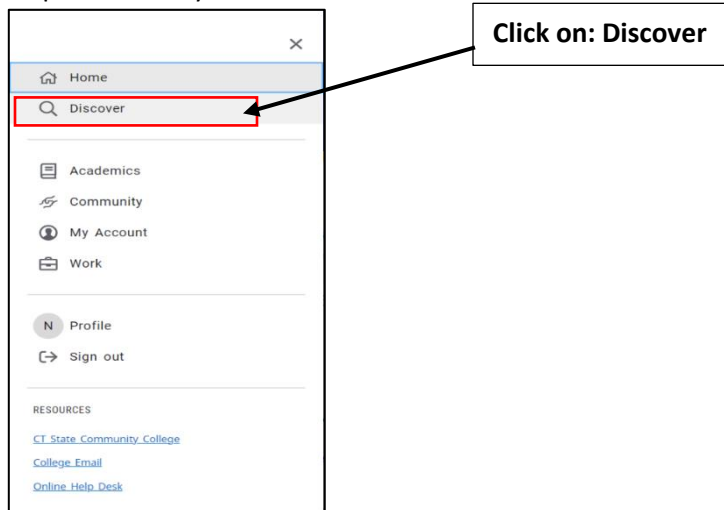 Click on: Discover
Home
Discover
Academics
Community
My Account
Work
N Profile
Sign out
RESOURCES
CT State Community College
College Email
Online Help Desk